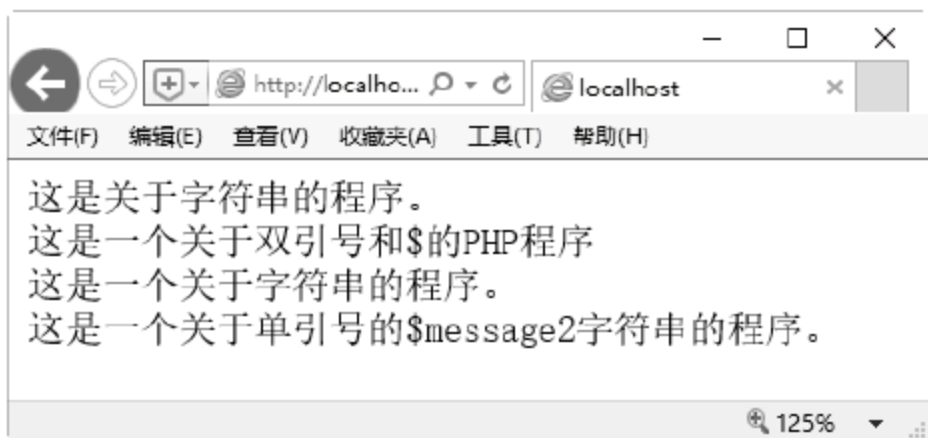 http://localho...
localhost
文件(F) 编辑(E) 查看(V) 收藏夹(A) 工具(T) 帮助(H)
这是关于字符串的程序。
这是一个关于双引号和$的PHP程序
这是一个关于字符串的程序。
这是一个关于单引号的$message2字符串的程序。
125%